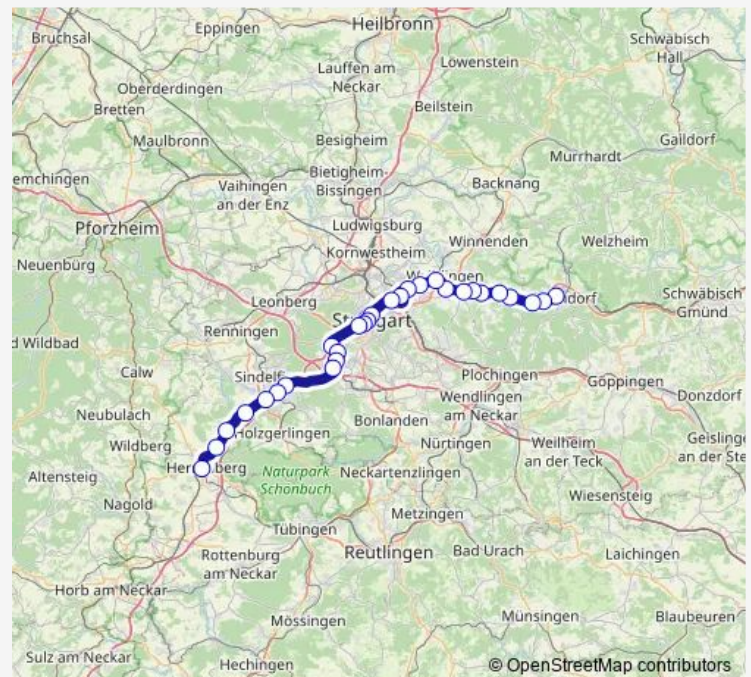 Bruchsal
Eppingen
Heilbronn
Schwäbisch
Hall
Löwenstein
Lauffen am
Neckar
Oberderdingen
Bretten
Beilstein
Maulbronn
Besigheim
Gaildorf
Murrhardt
emchingen
Vaihingen
an der Enz
Bietigheim-
Bissingen
Backnang
Pforzheim
Ludwigsburg
Winnenden
Welzheim
Kornwestheim
Neuenbürg
Leonberg
Schwäbisch
Gmünd
Renningen
d Wildbad
Calw
Plochingen
Göppingen
Wendlingen
am Neckar
Donzdorf
Neubulach
Bonlanden
Holzgerlingen
Nürtingen
Weilheim
an der Teck
Wildberg
Altensteig
Naturpark
Schönbuch
Neckartenzlingen
Wiesensteig
Nagold
Metzingen
Tübingen
Rottenburg
am Neckar
Reutlingen
Bad Urach
Laichingen
Horb am Neckar
Mössingen
Münsingen
Blaubeuren
Sulz am Neckar
Hechingen
© OpenStreetMap contributors